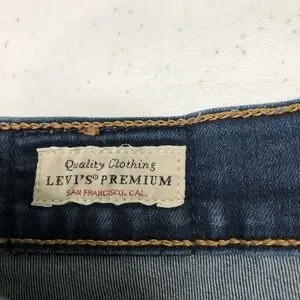 Quality Clothing
LEVI'S® PREMIUM
SAN FRANCISCO, CAL.